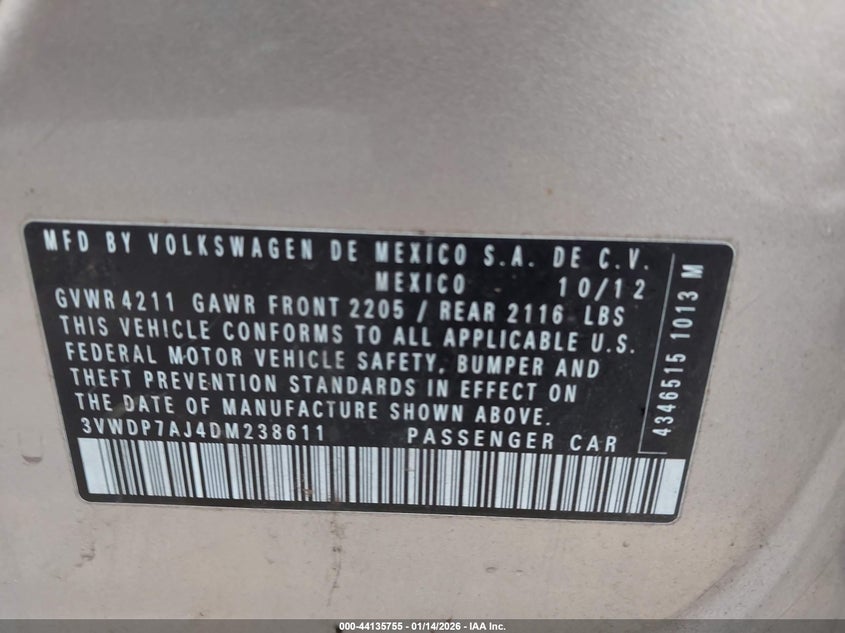 MFD BY VOLKSWAGEN DE MEXICO S.A. DE C.V.
MEXICO 10/12
GVWR 4211 GAWR FRONT 2205 / REAR 2116 LBS
THIS VEHICLE CONFORMS TO ALL APPLICABLE U.S.
FEDERAL MOTOR VEHICLE SAFETY, BUMPER AND
THEFT PREVENTION STANDARDS IN EFFECT ON
THE DATE OF MANUFACTURE SHOWN ABOVE.
3VWDP7AJ4DM238611 PASSENGER CAR
4346515 1013 M
000-44135755 - 01/14/2026 - IAA Inc.